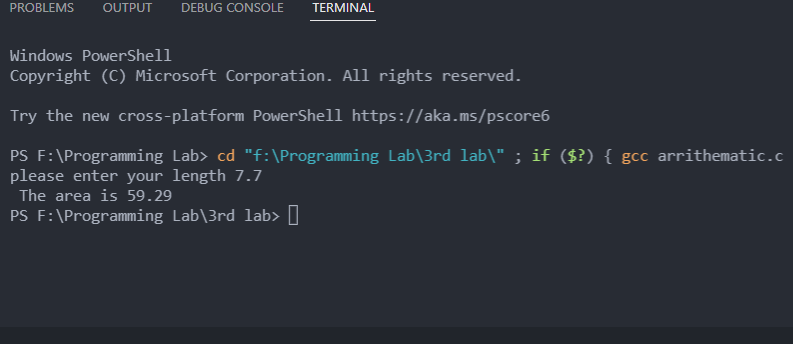 PROBLEMS OUTPUT DEBUG CONSOLE TERMINAL
Windows PowerShell
Copyright (C) Microsoft Corporation. All rights reserved.
Try the new cross-platform PowerShell https://aka.ms/pscore6
PS F:\Programming Lab> cd "f:\Programming Lab\3rd lab\" ; if ($?) { gcc arrithematic.c
please enter your length 7.7
 The area is 59.29
PS F:\Programming Lab\3rd lab>